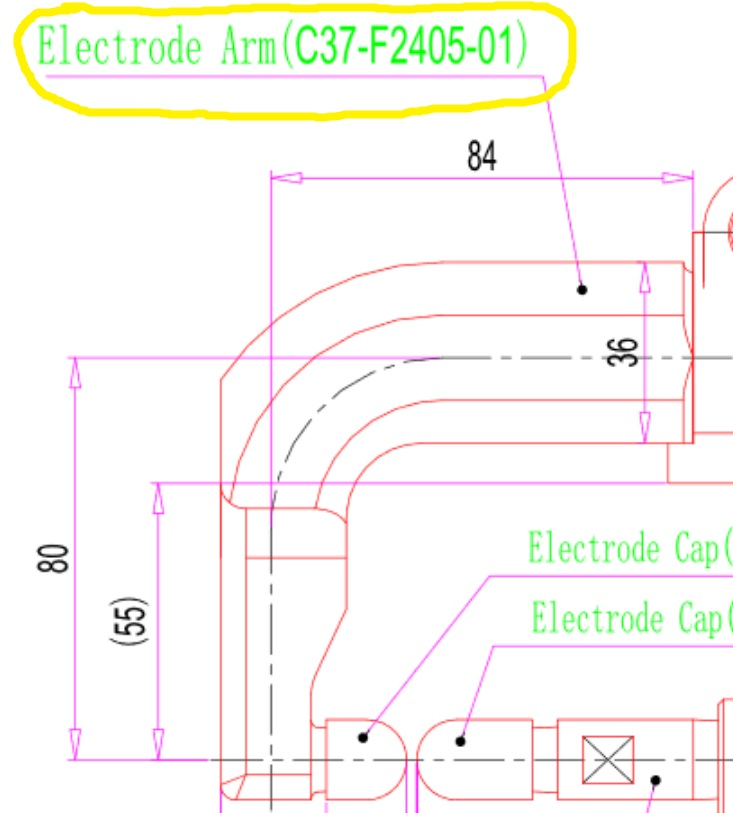 Electrode Arm(C37-F2405-01)
84
36
80
(55)
Electrode Cap(
Electrode Cap(